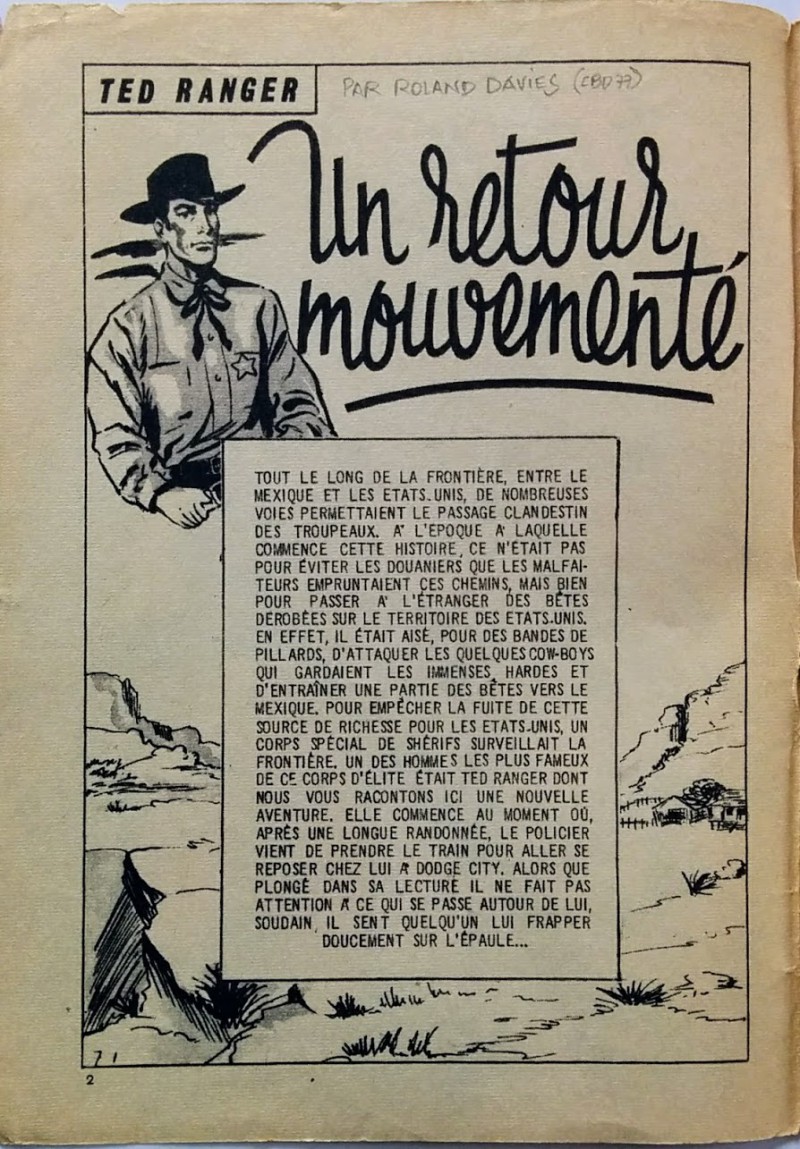 TED RANGER
PAR ROLAND DAVIES (EBD77)
Un retour
mouvementé
TOUT LE LONG DE LA FRONTIÈRE, ENTRE LE
MEXIQUE ET LES ETATS-UNIS, DE NOMBREUSES
VOIES PERMETTAIENT LE PASSAGE CLANDESTIN
DES TROUPEAUX. A' L'EPOQUE A' LAQUELLE
COMMENCE CETTE HISTOIRE, CE N'ÉTAIT PAS
POUR ÉVITER LES DOUANIERS QUE LES MALFAI-
TEURS EMPRUNTAIENT CES CHEMINS, MAIS BIEN
POUR PASSER A' L'ÉTRANGER DES BÊTES
DÉROBÉES SUR LE TERRITOIRE DES ETATS-UNIS.
EN EFFET, IL ÉTAIT AISÉ, POUR DES BANDES DE
PILLARDS, D'ATTAQUER LES QUELQUES COW-BOYS
QUI GARDAIENT LES IMMENSES HARDES ET
D'ENTRAÎNER UNE PARTIE DES BÊTES VERS LE
MEXIQUE. POUR EMPÊCHER LA FUITE DE CETTE
SOURCE DE RICHESSE POUR LES ETATS-UNIS, UN
CORPS SPÉCIAL DE SHÉRIFS SURVEILLAIT LA
FRONTIÈRE. UN DES HOMMES LES PLUS FAMEUX
DE CE CORPS D'ÉLITE ÉTAIT TED RANGER DONT
NOUS VOUS RACONTONS ICI UNE NOUVELLE
AVENTURE. ELLE COMMENCE AU MOMENT OÙ,
APRÈS UNE LONGUE RANDONNÉE, LE POLICIER
VIENT DE PRENDRE LE TRAIN POUR ALLER SE
REPOSER CHEZ LUI A' DODGE CITY. ALORS QUE
PLONGÉ DANS SA LECTURE IL NE FAIT PAS
ATTENTION A' CE QUI SE PASSE AUTOUR DE LUI,
SOUDAIN, IL SENT QUELQU'UN LUI FRAPPER
DOUCEMENT SUR L'ÉPAULE...
71
2